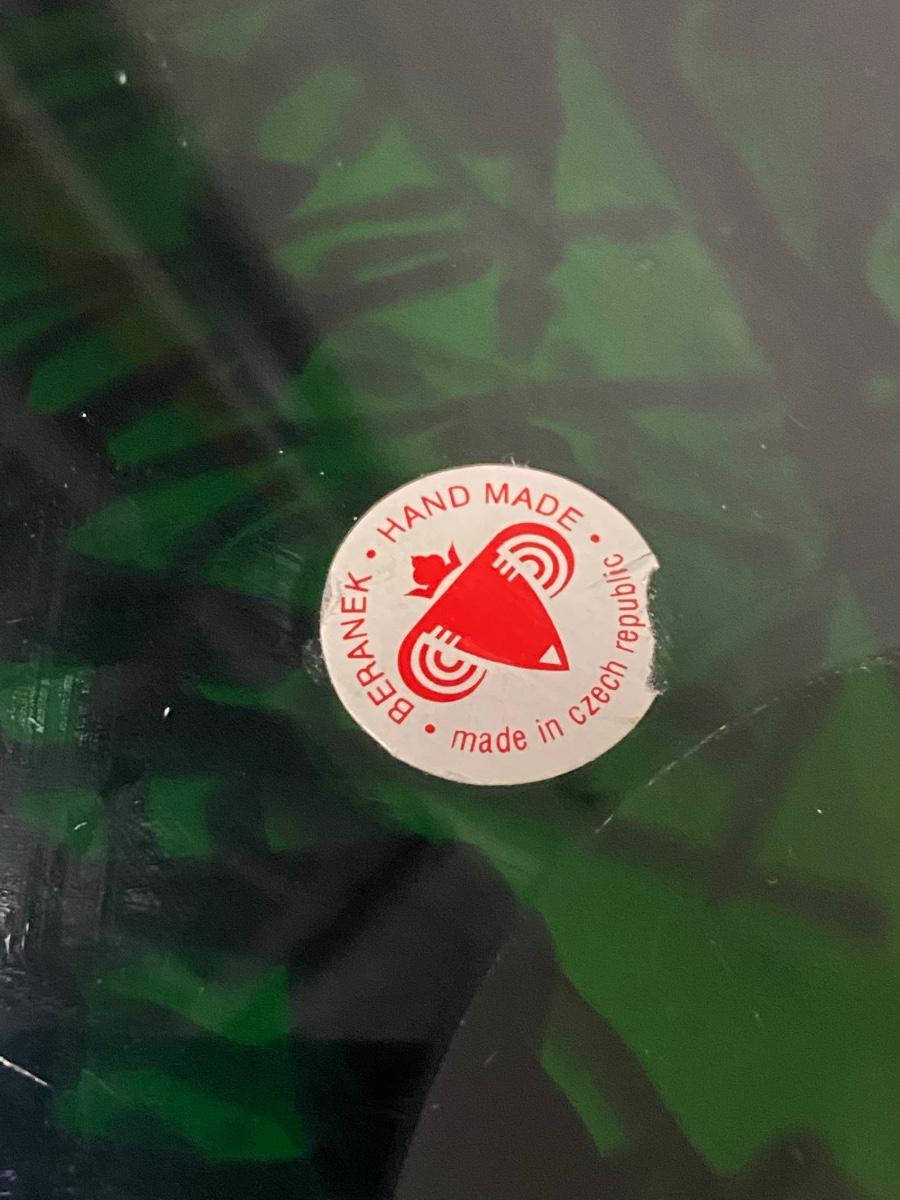 BERANEK • HAND MADE •
made in czech republic •